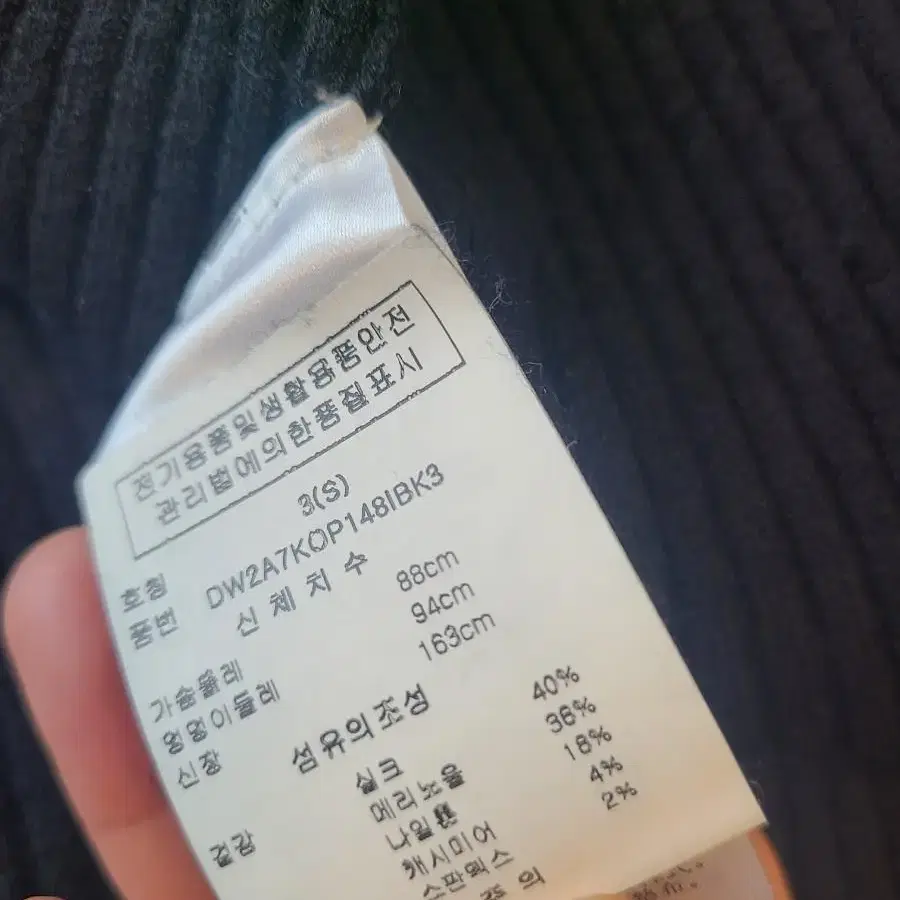 전기용품및생활용품안전
관리법에의한품질표시
호칭 3(S)
품번 DW2A7KOP148IBK3
신체치수
가슴둘레 88cm
엉덩이둘레 94cm
신장 163cm
섬유의조성
겉감 실크 40%
메리노울 36%
나일론 18%
캐시미어 4%
스판덱스 2%
주의